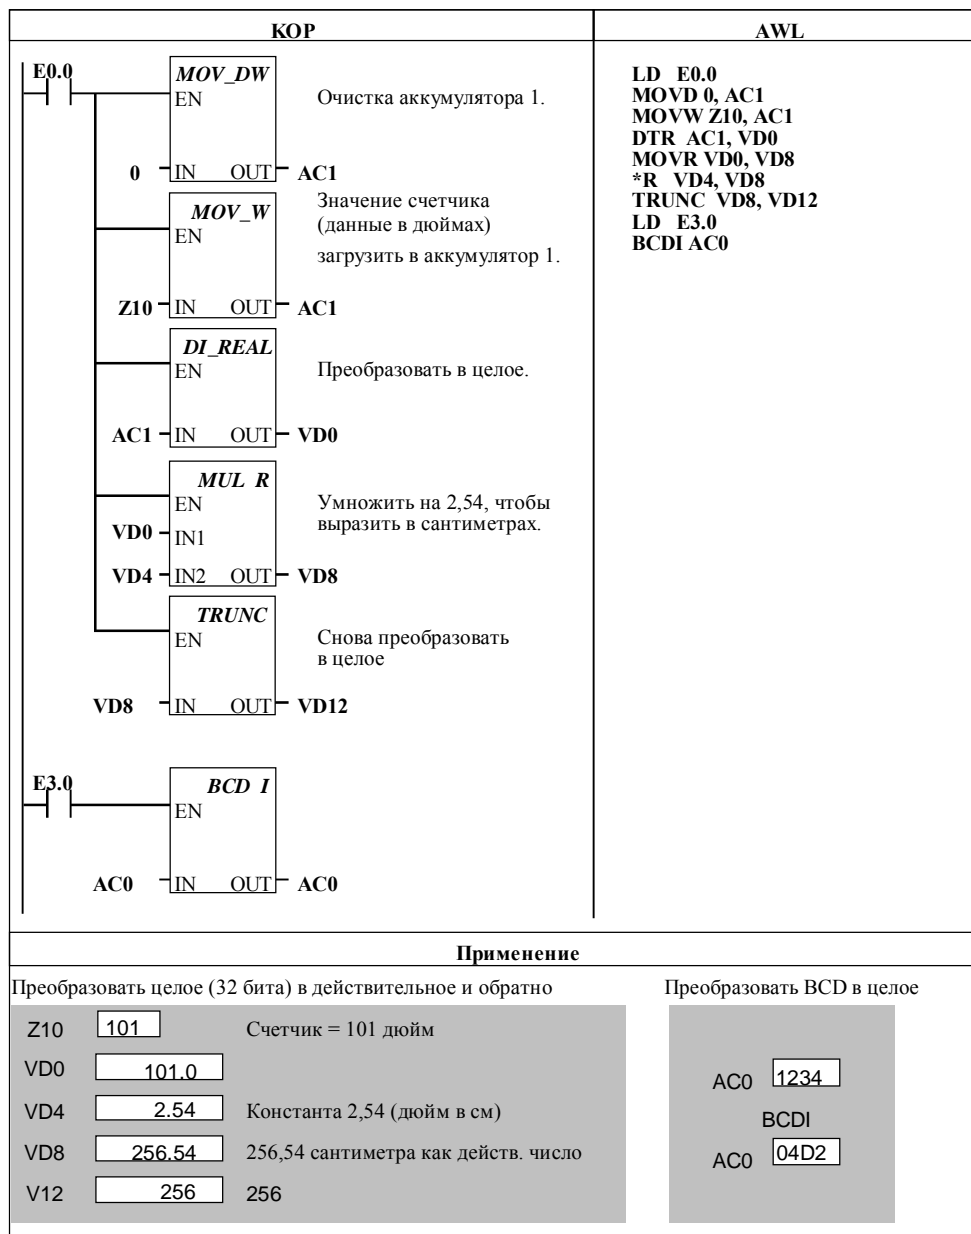 KOP
AWL
E0.0
MOV_DW
EN
Очистка аккумулятора 1.
0
IN
OUT
AC1
MOV_W
EN
Значение счетчика
(данные в дюймах)
загрузить в аккумулятор 1.
Z10
IN
OUT
AC1
DI_REAL
EN
Преобразовать в целое.
AC1
IN
OUT
VD0
MUL R
EN
Умножить на 2,54, чтобы
выразить в сантиметрах.
VD0
IN1
VD4
IN2
OUT
VD8
TRUNC
EN
Снова преобразовать
в целое
VD8
IN
OUT
VD12
E3.0
BCD I
EN
AC0
IN
OUT
AC0
LD E0.0
MOVD 0, AC1
MOVW Z10, AC1
DTR AC1, VD0
MOVR VD0, VD8
*R VD4, VD8
TRUNC VD8, VD12
LD E3.0
BCDI AC0
Применение
Преобразовать целое (32 бита) в действительное и обратно
Z10 101 Счетчик = 101 дюйм
VD0 101.0
VD4 2.54 Константа 2,54 (дюйм в см)
VD8 256.54 256,54 сантиметра как действ. число
V12 256 256
Преобразовать BCD в целое
AC0 1234
BCDI
AC0 04D2